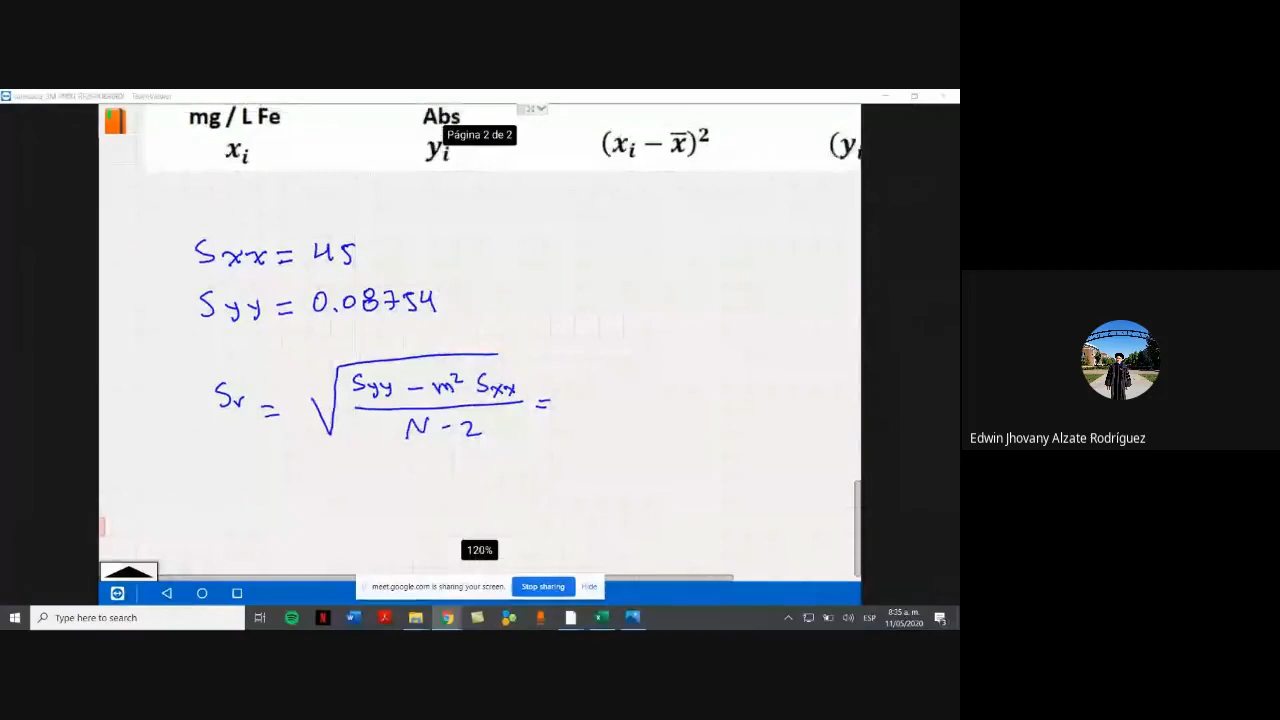 mg / L Fe Abs
Página 2 de 2
xᵢ yᵢ (xᵢ − x̅)² (yᵢ
Sxx = 45
Syy = 0.08754
Sr = √((Syy − m² Sxx) / (N − 2)) =
Edwin Jhovany Alzate Rodríguez
120%
meet.google.com is sharing your screen. Stop sharing Hide
Type here to search
ESP
8:35 a. m.
11/05/2020